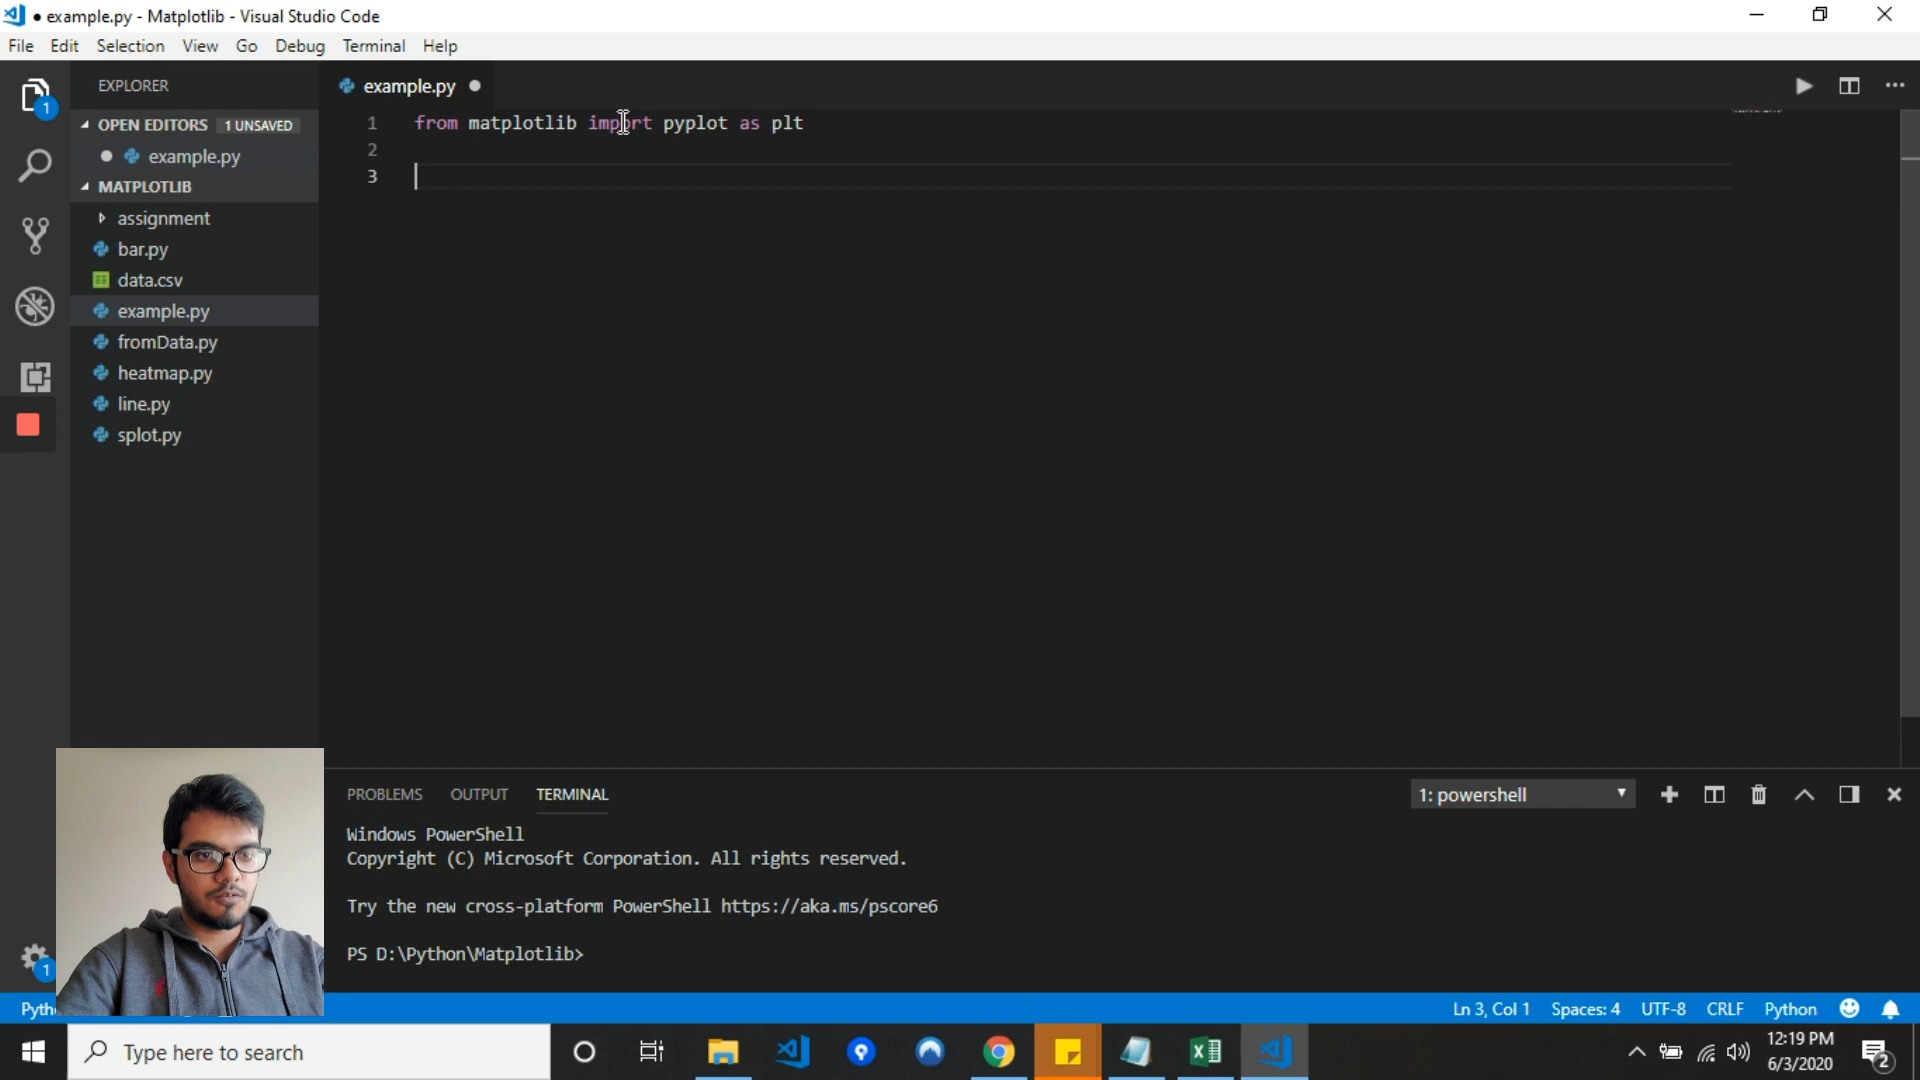 ● example.py - Matplotlib - Visual Studio Code
File Edit Selection View Go Debug Terminal Help
EXPLORER
OPEN EDITORS 1 UNSAVED
example.py
MATPLOTLIB
assignment
bar.py
data.csv
example.py
fromData.py
heatmap.py
line.py
splot.py
1
1
example.py
1 from matplotlib import pyplot as plt
2
3
PROBLEMS OUTPUT TERMINAL
1: powershell
Windows PowerShell
Copyright (C) Microsoft Corporation. All rights reserved.
Try the new cross-platform PowerShell https://aka.ms/pscore6
PS D:\Python\Matplotlib>
Ln 3, Col 1 Spaces: 4 UTF-8 CRLF Python
Type here to search
12:19 PM
6/3/2020
2